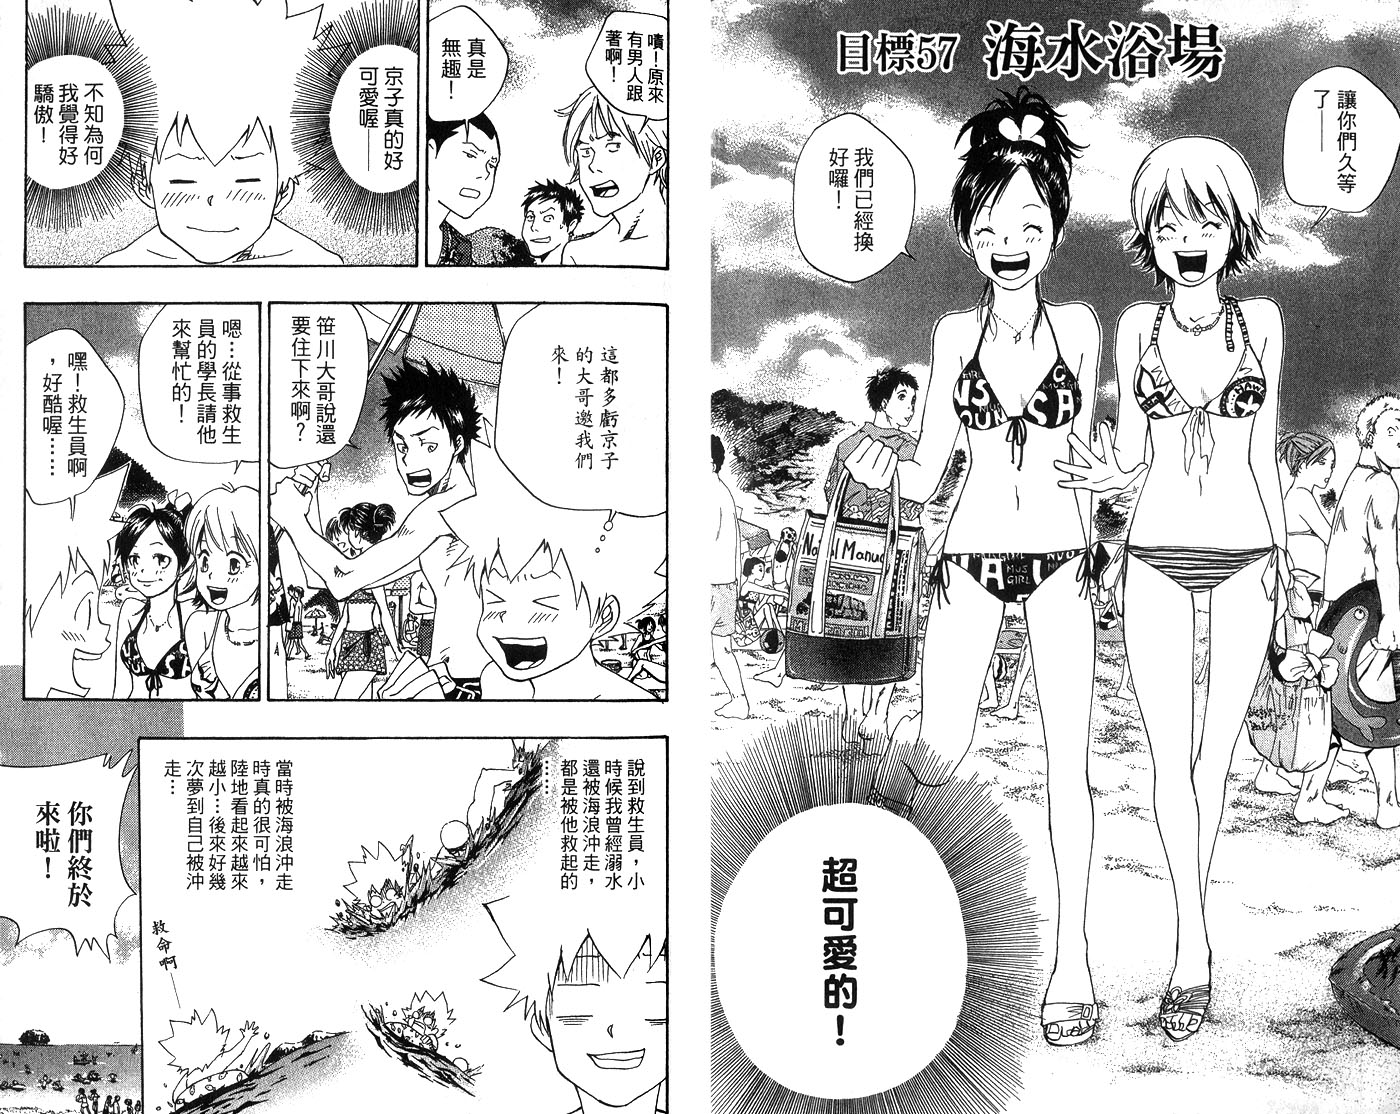 目標57 海水浴場
讓你們久等
了——
我們已經換
好囉！
No
l Manu
NS
C
OUR
SA
MUS
GIRL
NVO
超可愛的！
嘖！原來
有男人跟
著啊！
真是
無趣！
京子真的好
可愛喔——
不知為何
我覺得好
驕傲！
這都多虧京子
的大哥邀我們
來！
笹川大哥說還
要住下來啊？
嗯…從事救生
員的學長請他
來幫忙的！
嘿！救生員啊
，好酷喔……
說到救生員，小
時候我曾經溺水
還被海浪沖走，
都是被他救起的
……
當時被海浪沖走
時真的很可怕，
陸地看起來越來
越小…後來好幾
次夢到自己被沖
走…
救命啊——
你們終於
來啦！